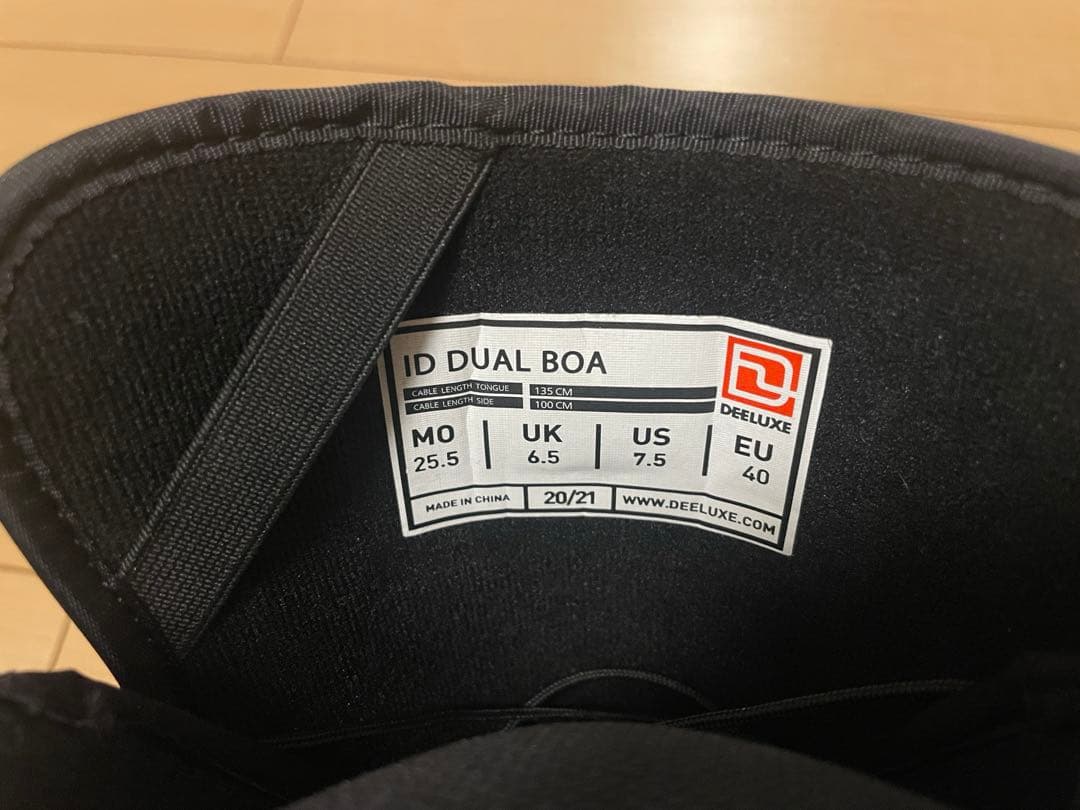 ID DUAL BOA
CABLE LENGTH TONGUE 135 CM
CABLE LENGTH SIDE 100 CM
DEELUXE
MO UK US EU
25.5 6.5 7.5 40
MADE IN CHINA 20/21 WWW.DEELUXE.COM